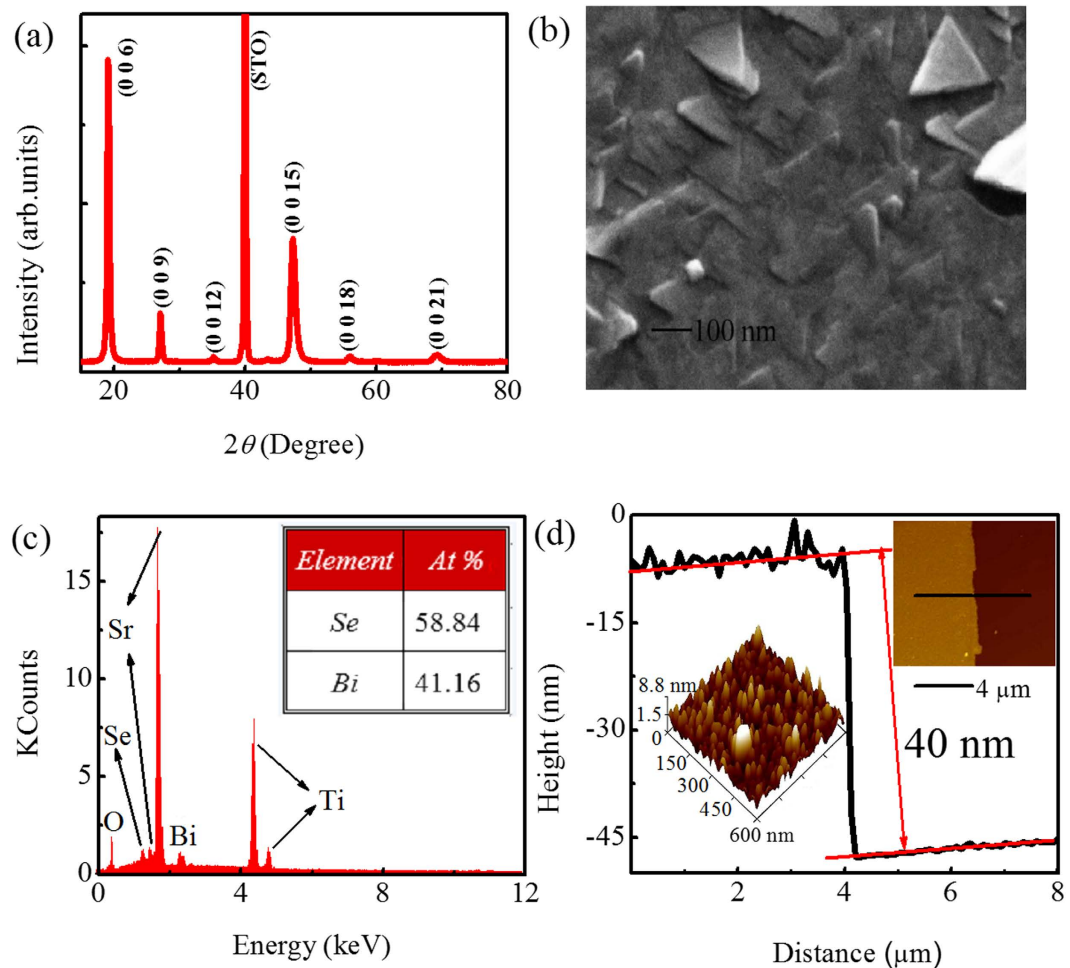 (a)
(0 0 6)
(0 0 9)
(0 0 12)
(STO)
(0 0 15)
(0 0 18)
(0 0 21)
Intensity (arb.units)
20
40
60
80
2θ (Degree)
(b)
100 nm
(c)
15
10
5
0
KCounts
Sr
Se
O
Bi
Ti
Element At %
Se 58.84
Bi 41.16
0
4
8
12
Energy (keV)
(d)
0
-15
-30
-45
Height (nm)
8.8 nm
1.5
0
150
300
450
600 nm
4 μm
40 nm
2
4
6
8
Distance (μm)